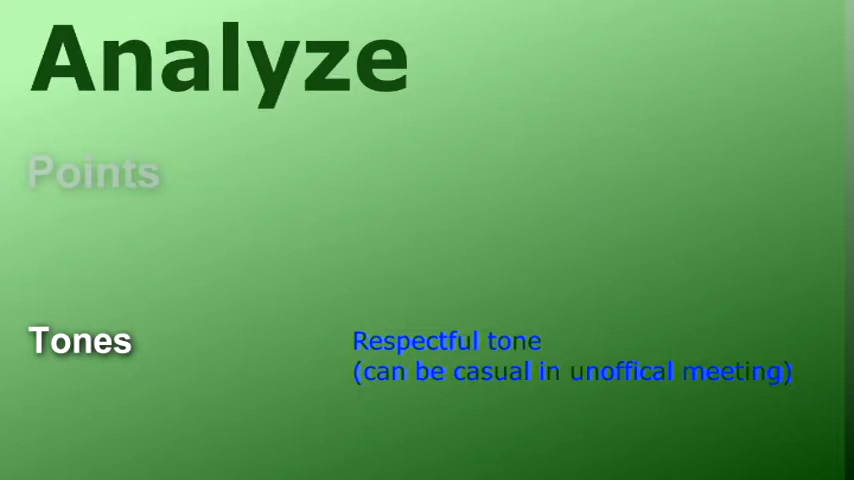 Analyze
Points
Tones
Respectful tone
(can be casual in unoffical meeting)